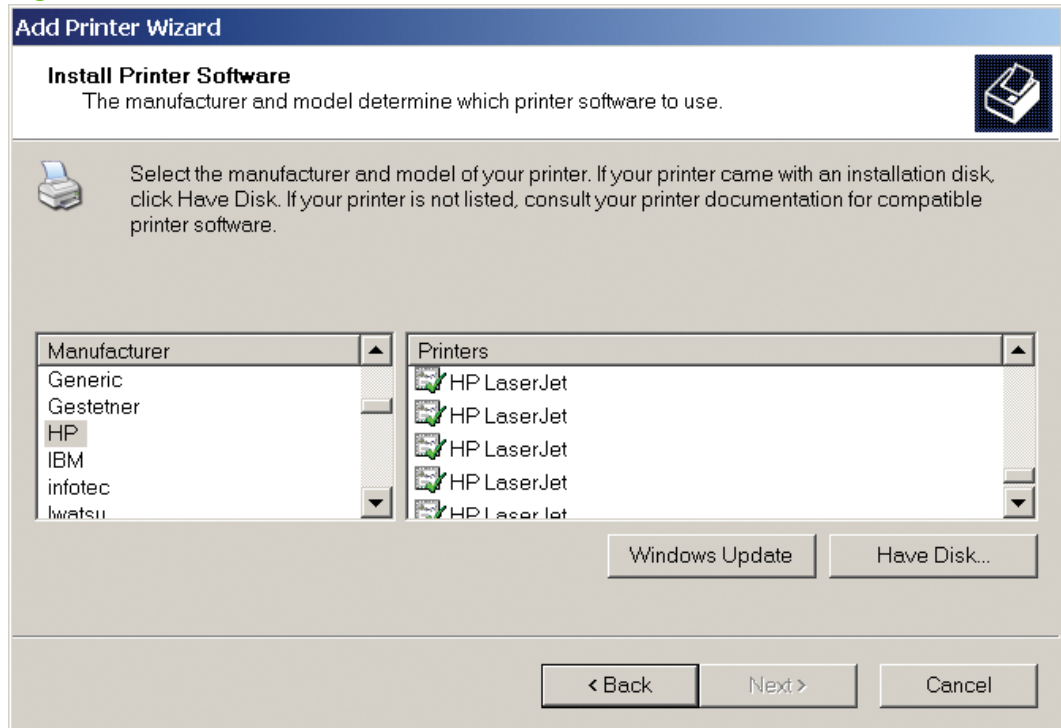 Add Printer Wizard
Install Printer Software
The manufacturer and model determine which printer software to use.
Select the manufacturer and model of your printer. If your printer came with an installation disk,
click Have Disk. If your printer is not listed, consult your printer documentation for compatible
printer software.
Manufacturer
Generic
Gestetner
HP
IBM
infotec
Iwatsu
Printers
HP LaserJet
HP LaserJet
HP LaserJet
HP LaserJet
HP LaserJet
Windows Update
Have Disk...
< Back
Next >
Cancel